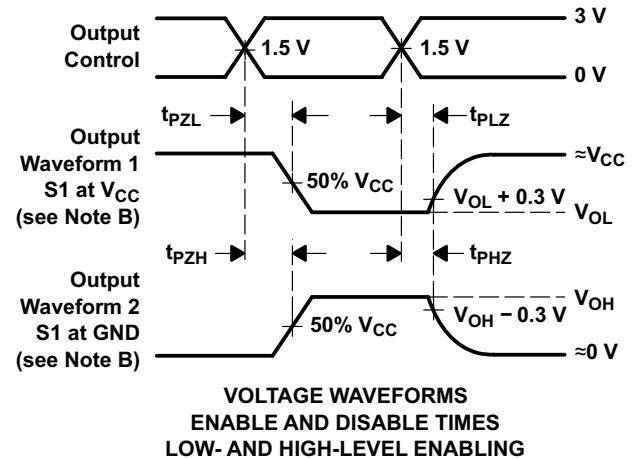 Output
Control
1.5 V
1.5 V
3 V
0 V
tPZL
tPLZ
Output
Waveform 1
S1 at VCC
(see Note B)
50% VCC
≈VCC
VOL + 0.3 V
VOL
tPZH
tPHZ
Output
Waveform 2
S1 at GND
(see Note B)
50% VCC
VOH
VOH − 0.3 V
≈0 V
VOLTAGE WAVEFORMS
ENABLE AND DISABLE TIMES
LOW- AND HIGH-LEVEL ENABLING